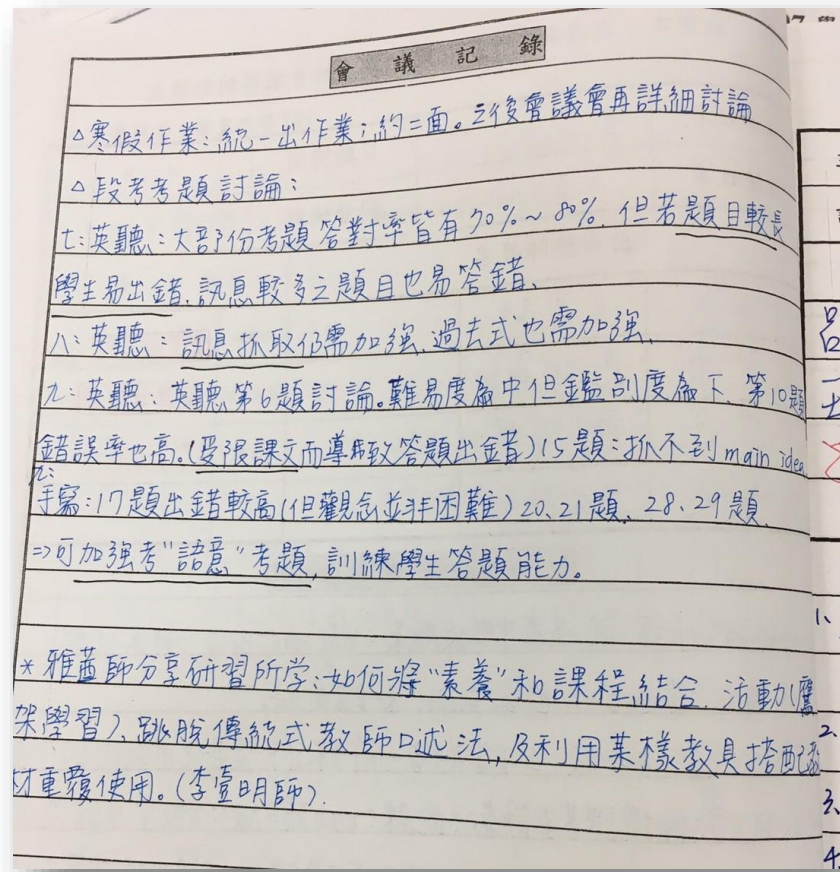 會議記錄
△寒假作業:統一出作業;約二面。之後會議會再詳細討論
△段考考題討論:
七:英聽:大部份考題答對率皆有70%~80%、但若題目較長
學生易出錯、訊息較多之題目也易答錯、
八:英聽:訊息抓取仍需加強、過去式也需加強、
九:英聽:英聽第6題討論。難易度為中但鑑別度為下、第10題
錯誤率也高。(受限課文而導致答題出錯)15題:抓不到main idea
九:
手寫:17題出錯較高(但觀念並非困難)20、21題、28、29題、
=>可加強考"語意"考題,訓練學生答題能力。
*雅茜師分享研習所学:如何將"素養"和課程結合、活動(鷹
架學習)、跳脫傳統式教師口述法,及利用某樣教具搭配
材重覆使用。(李壹明師)
呂
1、
2、
3、
4、